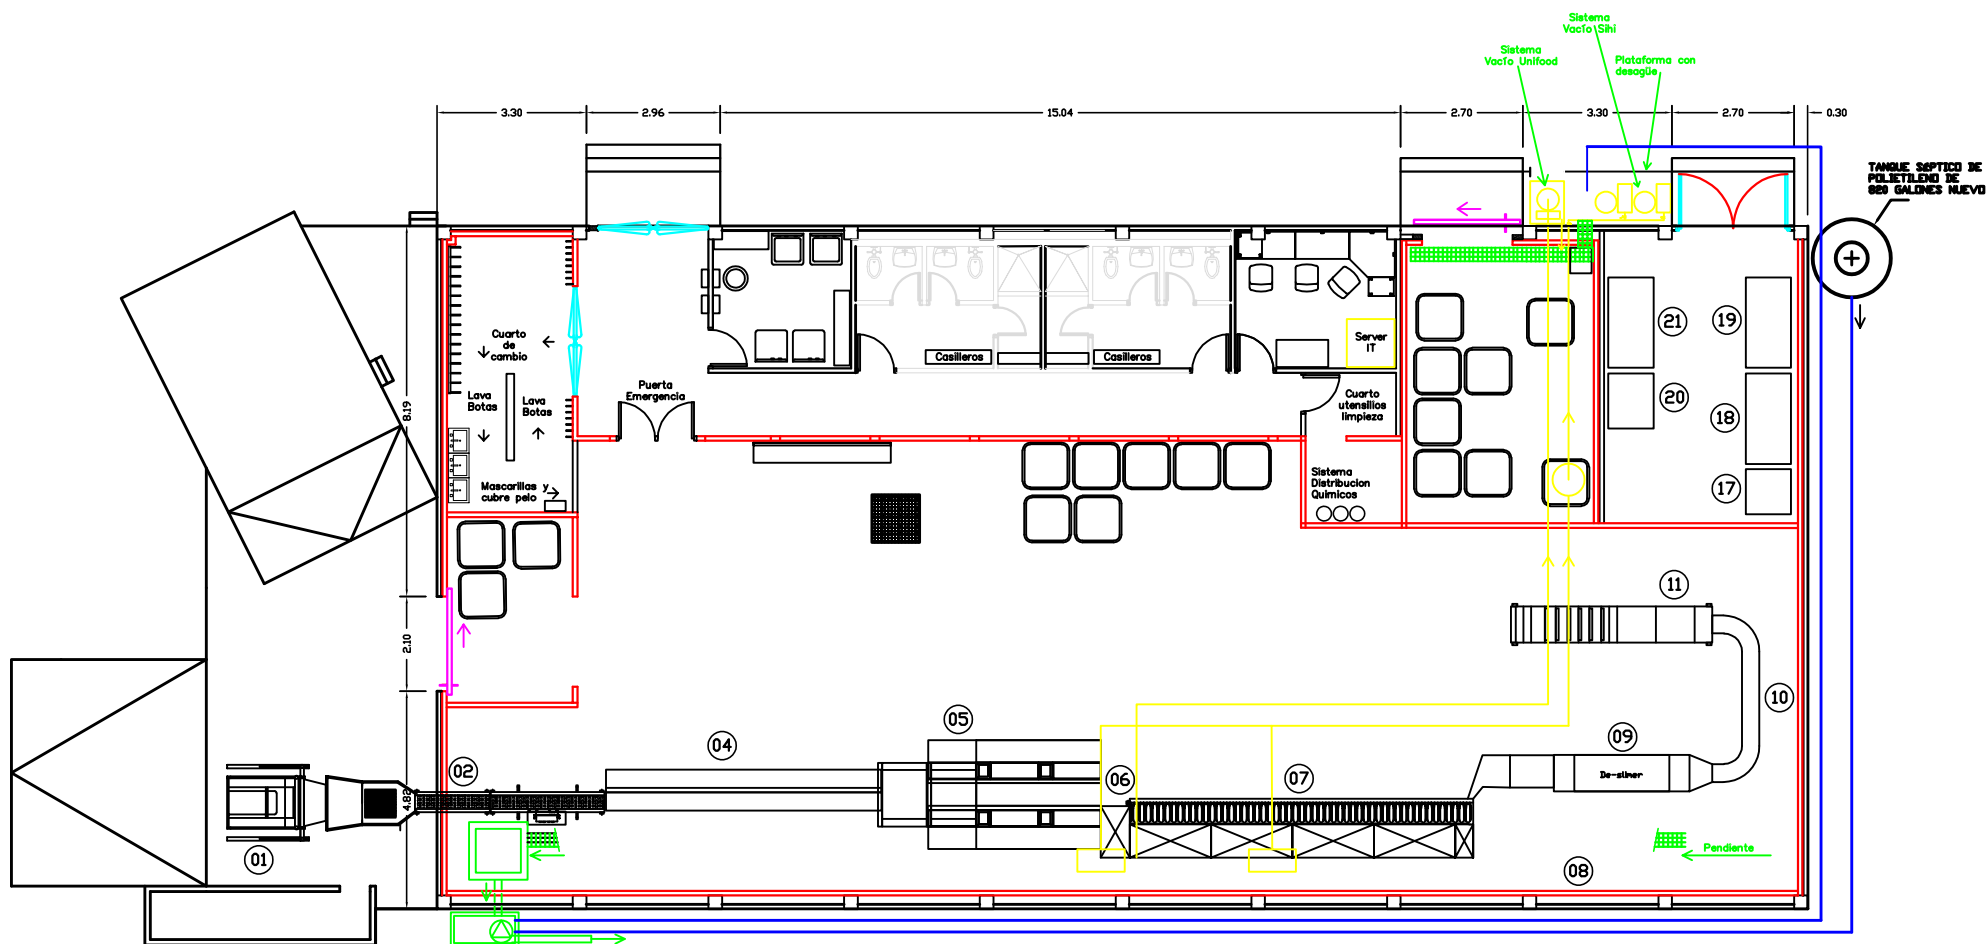 Sistema
Vacío Sihi
Sistema
Vacío Unifood
Plataforma con
desagüe
3.30
2.96
15.04
2.70
3.30
2.70
0.30
TANQUE SéPTICO DE
POLIETILENO DE
820 GALONES NUEVO
Cuarto
de
cambio
Lava
Botas
Lava
Botas
Mascarillas y
cubre pelo
Puerta
Emergencia
Casilleros
Casilleros
Server
IT
Cuarto
utensilios
limpieza
Sistema
Distribucion
Quimicos
21
19
20
18
17
8.19
2.10
4.82
11
10
09
De-slimer
05
04
02
06
07
01
08
Pendiente